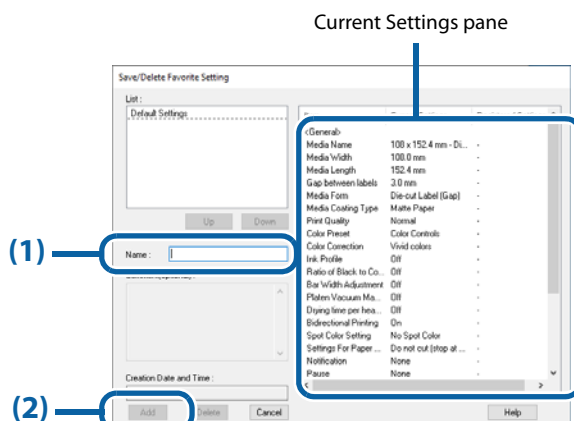 Current Settings pane
Save/Delete Favorite Setting
List :
Default Settings
Up Down
(1)
Name :
(2)
Creation Date and Time :
Add Delete Cancel
<General>
Media Name 108 x 152.4 mm - Di... -
Media Width 108.0 mm -
Media Length 152.4 mm -
Gap between labels 3.0 mm -
Media Form Die-cut Label (Gap) -
Media Coating Type Matte Paper -
Print Quality Normal -
Color Preset Color Controls -
Color Correction Vivid colors -
Ink Profile Off -
Ratio of Black to Co... Off -
Bar Width Adjustment Off -
Platen Vacuum Ma... Off -
Drying time per hea... Off -
Bidirectional Printing On -
Spot Color Setting No Spot Color -
Settings For Paper ... Do not cut (stop at ... -
Notification None -
Pause None -
Help